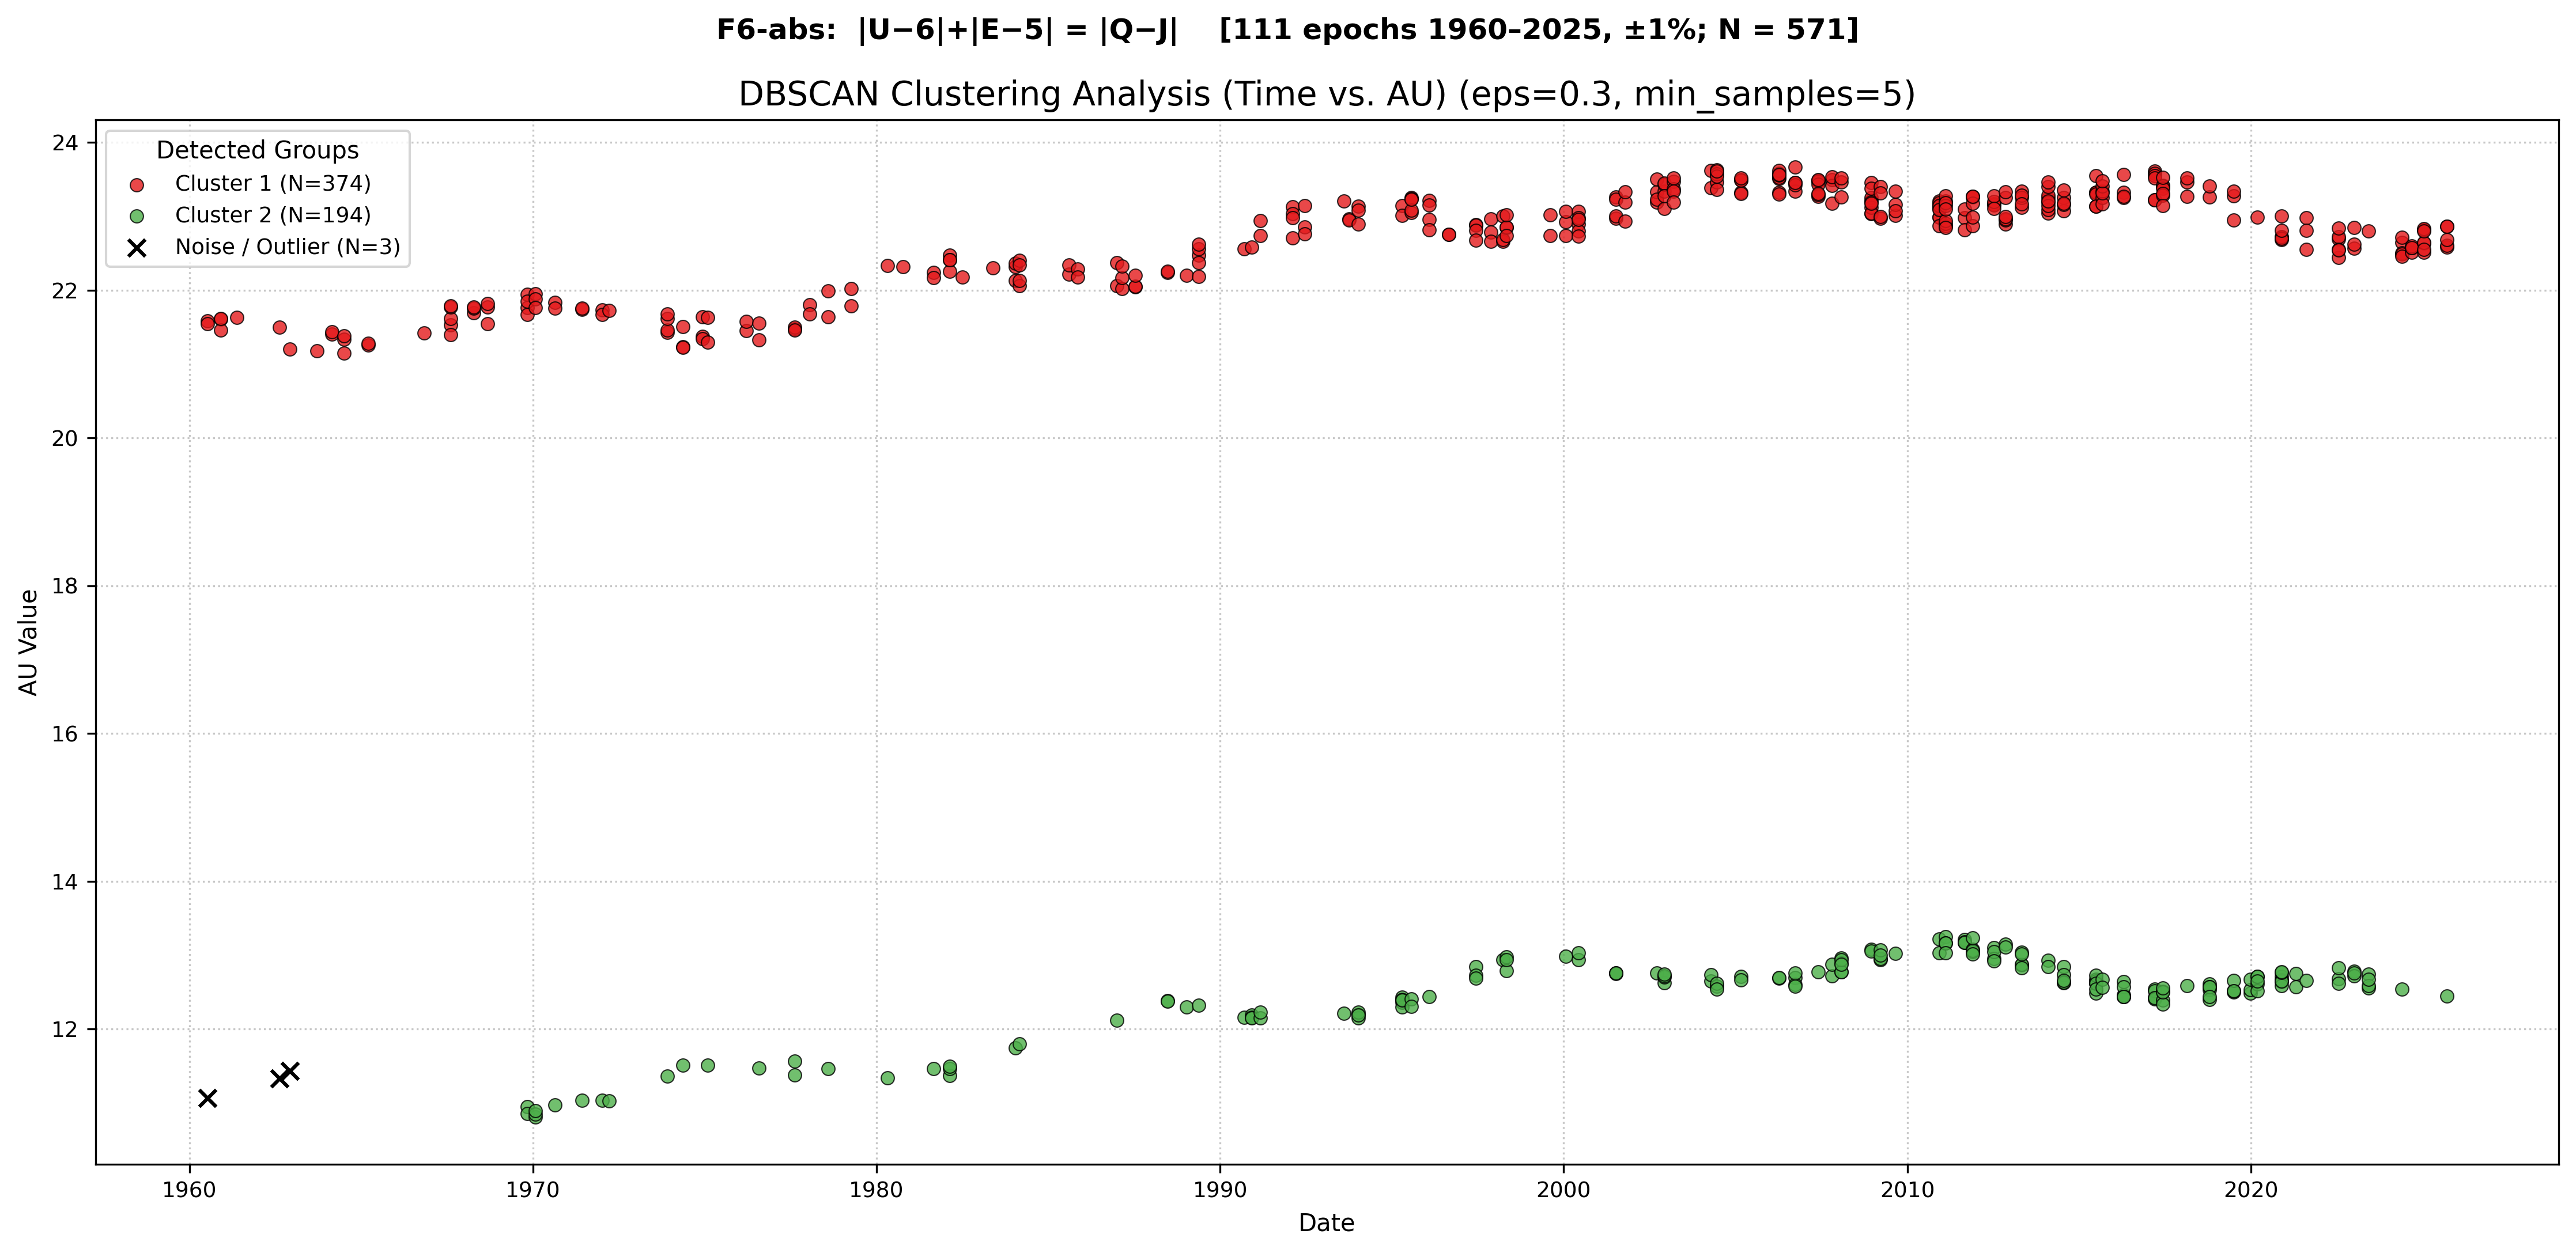 F6-abs: |U−6|+|E−5| = |Q−J| [111 epochs 1960–2025, ±1%; N = 571]
DBSCAN Clustering Analysis (Time vs. AU) (eps=0.3, min_samples=5)
Detected Groups
Cluster 1 (N=374)
Cluster 2 (N=194)
Noise / Outlier (N=3)
24
22
20
18
16
14
12
AU Value
1960 1970 1980 1990 2000 2010 2020
Date